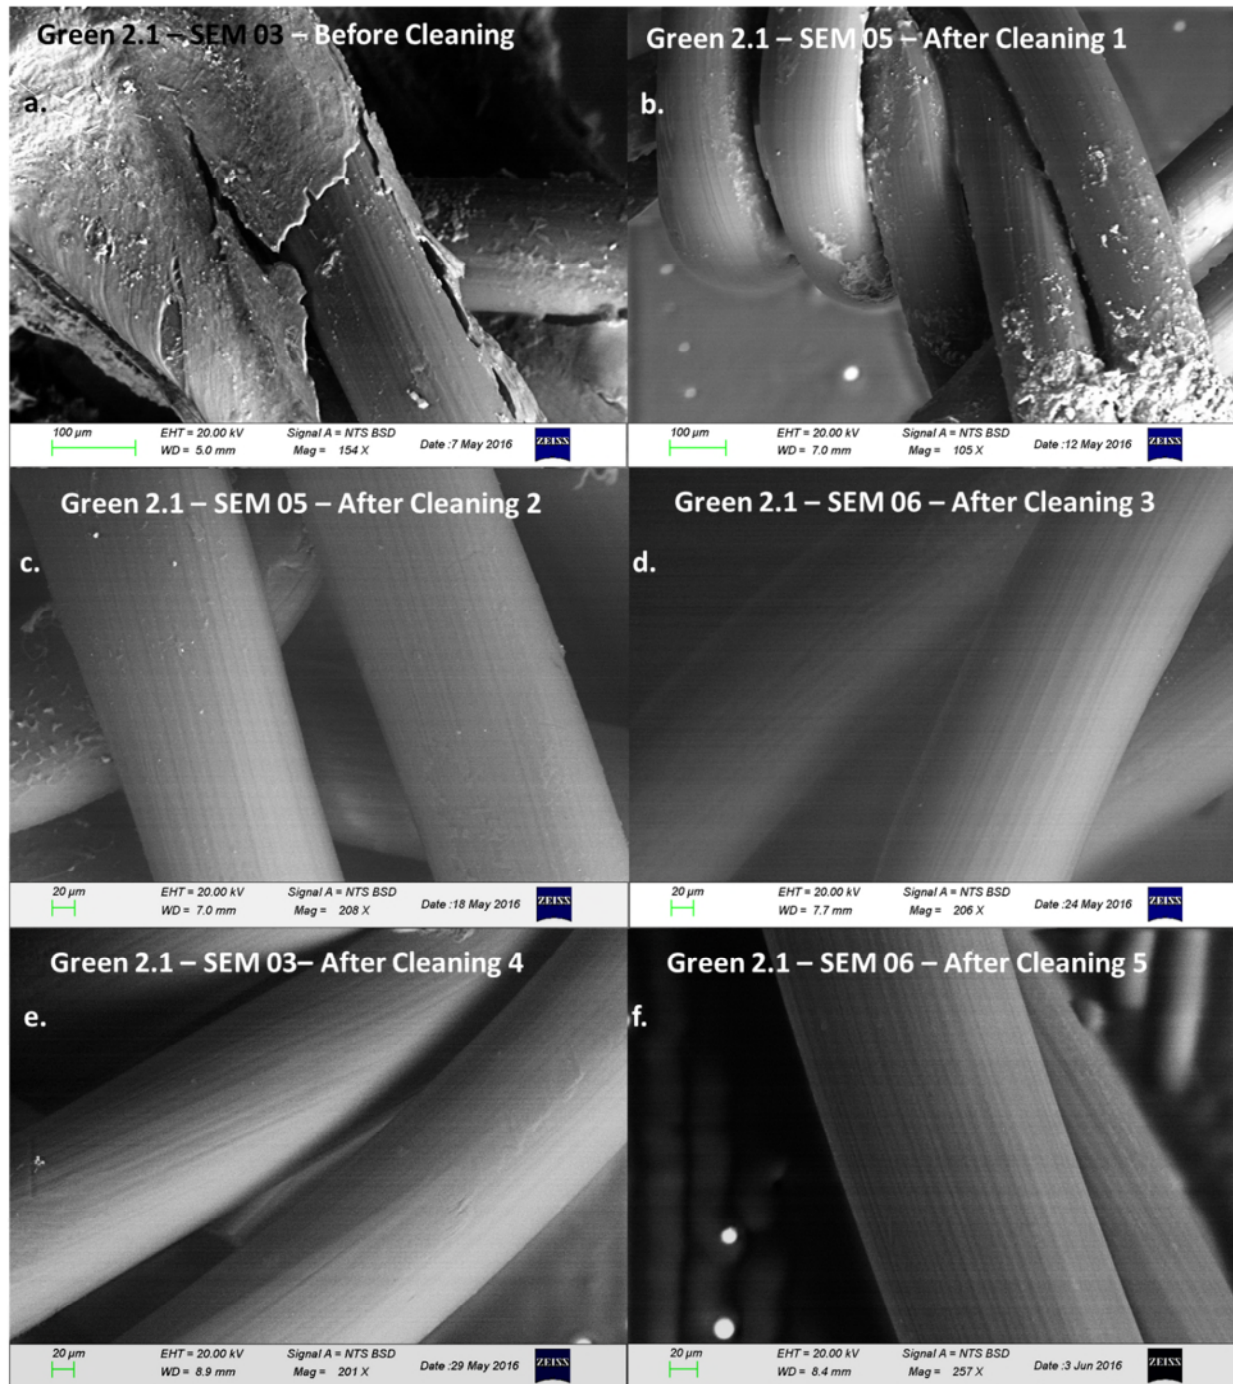 Green 2.1 – SEM 03 – Before Cleaning
a.
100 µm
EHT = 20.00 kV
Signal A = NTS BSD
WD = 5.0 mm
Mag = 154 X
Date :7 May 2016
ZEISS
Green 2.1 – SEM 05 – After Cleaning 1
b.
100 µm
EHT = 20.00 kV
Signal A = NTS BSD
WD = 7.0 mm
Mag = 105 X
Date :12 May 2016
ZEISS
Green 2.1 – SEM 05 – After Cleaning 2
c.
20 µm
EHT = 20.00 kV
Signal A = NTS BSD
WD = 7.0 mm
Mag = 208 X
Date :18 May 2016
ZEISS
Green 2.1 – SEM 06 – After Cleaning 3
d.
20 µm
EHT = 20.00 kV
Signal A = NTS BSD
WD = 7.7 mm
Mag = 206 X
Date :24 May 2016
ZEISS
Green 2.1 – SEM 03– After Cleaning 4
e.
20 µm
EHT = 20.00 kV
Signal A = NTS BSD
WD = 8.9 mm
Mag = 201 X
Date :29 May 2016
ZEISS
Green 2.1 – SEM 06 – After Cleaning 5
f.
20 µm
EHT = 20.00 kV
Signal A = NTS BSD
WD = 8.4 mm
Mag = 257 X
Date :3 Jun 2016
ZEISS